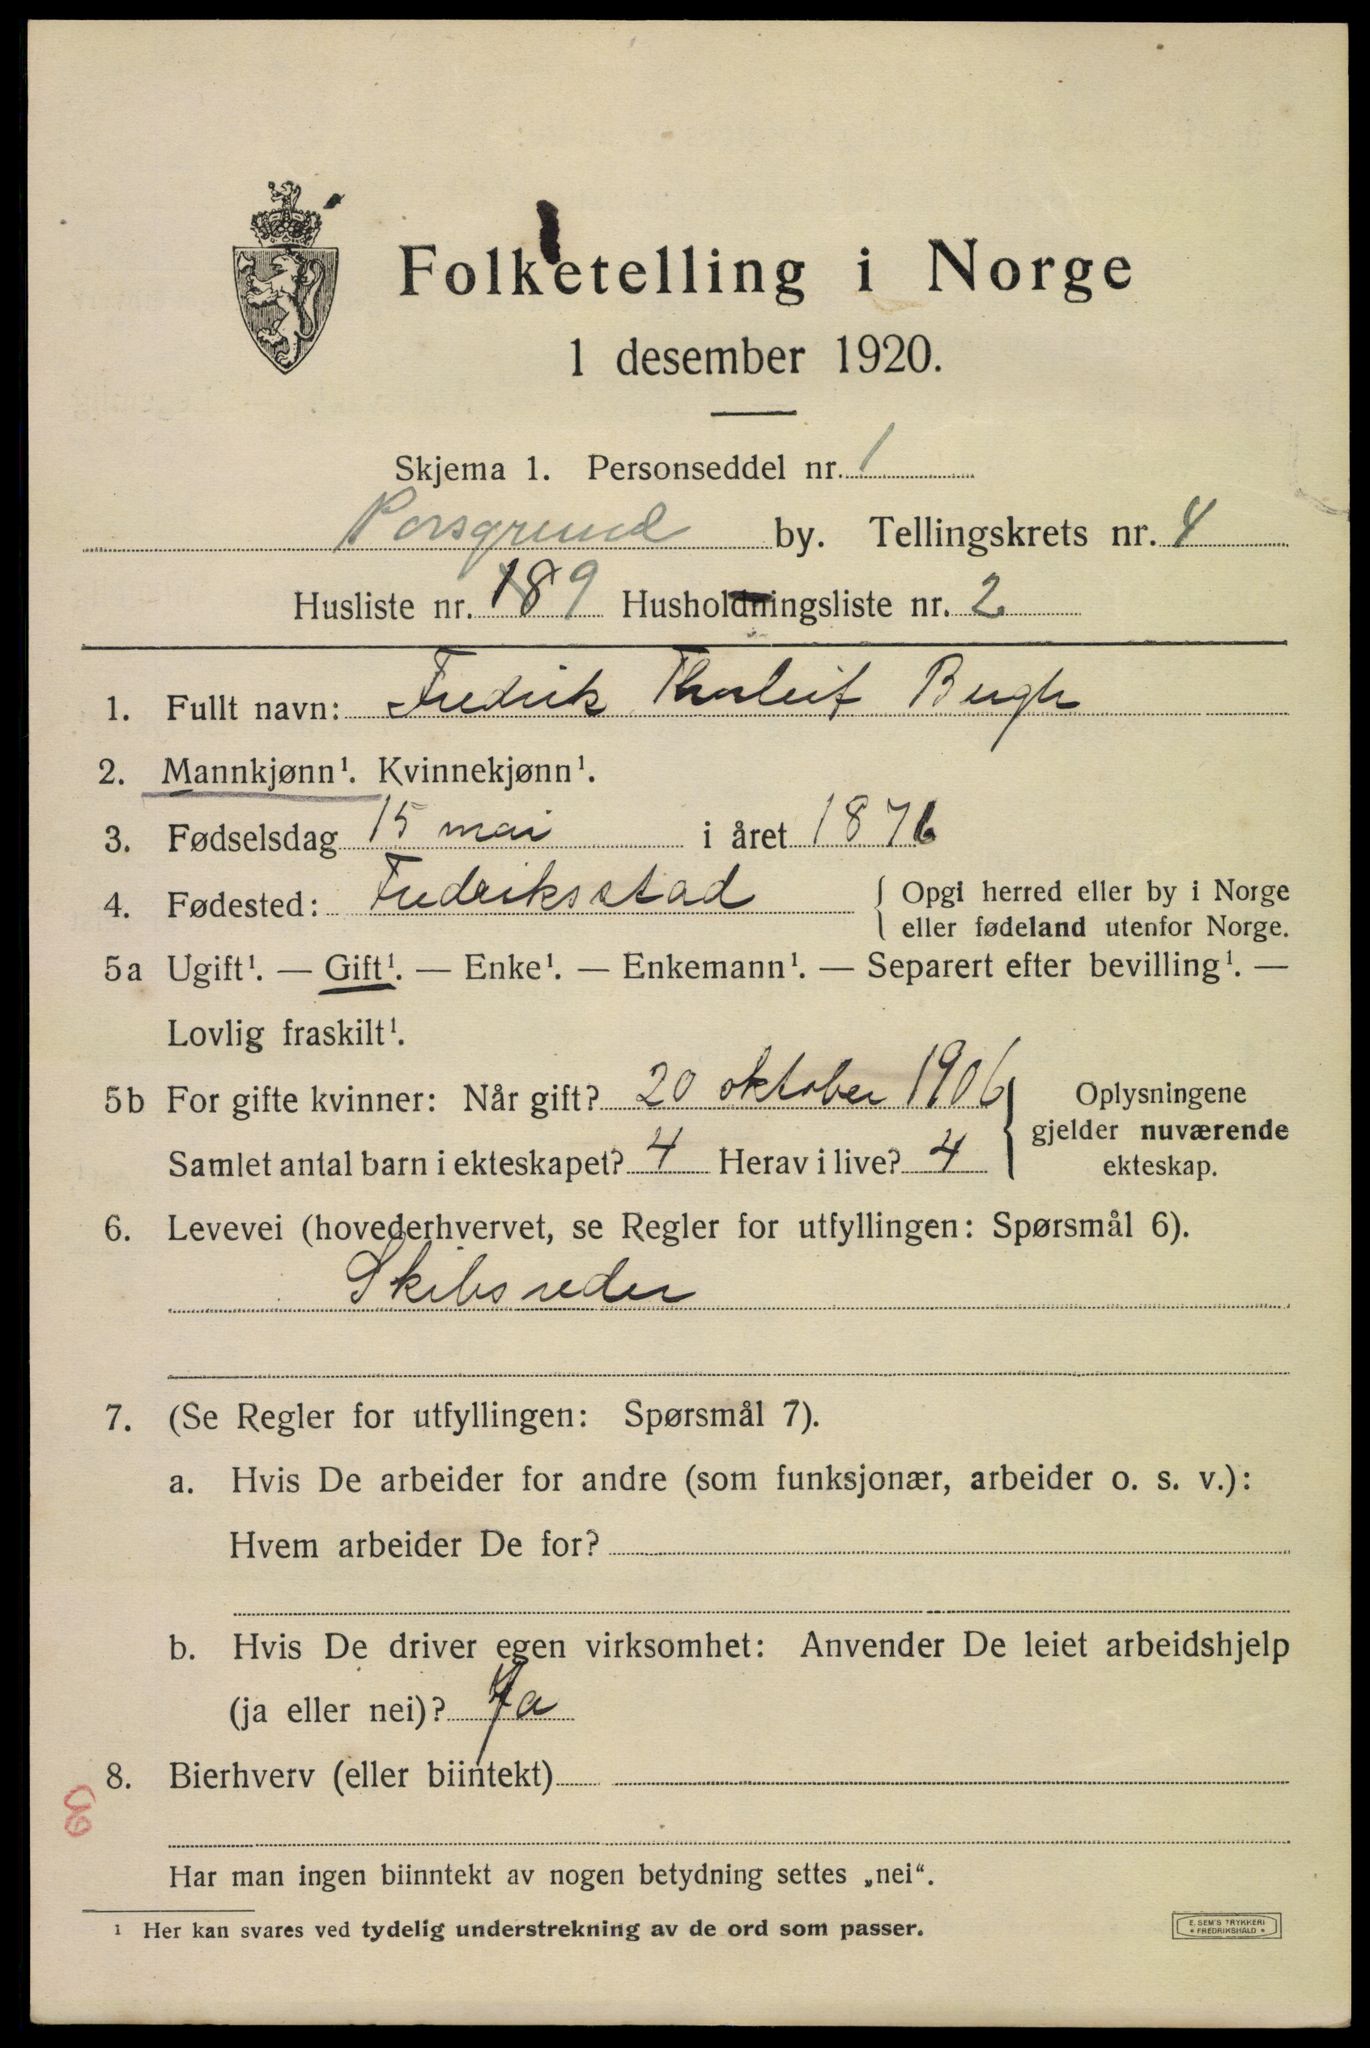 Folketelling i Norge
1 desember 1920.
Skjema 1. Personseddel nr. 1
Porsgrund by. Tellingskrets nr. 4
Husliste nr. 189 Husholdningsliste nr. 2
1. Fullt navn: Fredrik Thorleif Bergh
2. Mannkjønn¹. Kvinnekjønn¹.
3. Fødselsdag 15 mai i året 1876
4. Fødested: Fredriksstad { Opgi herred eller by i Norge
eller fødeland utenfor Norge.
5a Ugift¹. — Gift¹. — Enke¹. — Enkemann¹. — Separert efter bevilling¹. —
Lovlig fraskilt¹.
5b For gifte kvinner: Når gift? 20 oktober 1906
Samlet antal barn i ekteskapet? 4 Herav i live? 4
} Oplysningene
gjelder nuværende
ekteskap.
6. Levevei (hovederhvervet, se Regler for utfyllingen: Spørsmål 6).
Skibsreder
7. (Se Regler for utfyllingen: Spørsmål 7).
a. Hvis De arbeider for andre (som funksjonær, arbeider o. s. v.):
Hvem arbeider De for?
b. Hvis De driver egen virksomhet: Anvender De leiet arbeidshjelp
(ja eller nei)? Ja
8. Bierhverv (eller biinntekt)
Har man ingen biinntekt av nogen betydning settes „nei“.
¹ Her kan svares ved tydelig understrekning av de ord som passer.
E. SEM'S TRYKKERI
* FREDRIKSHALD *